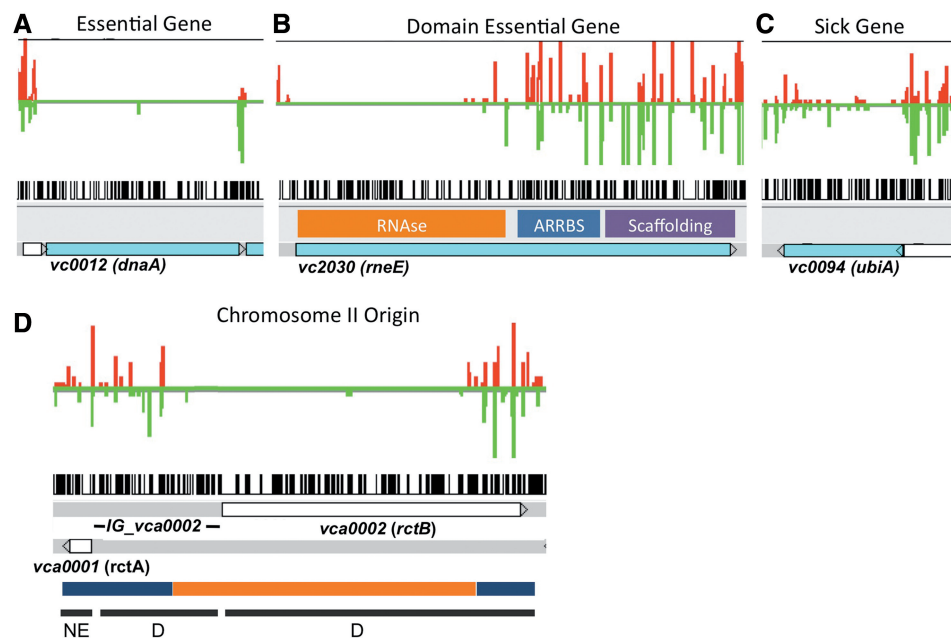 A Essential Gene
B Domain Essential Gene
C Sick Gene
RNAse ARRBS Scaffolding
vc0012 (dnaA)
vc2030 (rneE)
vc0094 (ubiA)
D Chromosome II Origin
IG_vca0002
vca0002 (rctB)
vca0001 (rctA)
NE D D